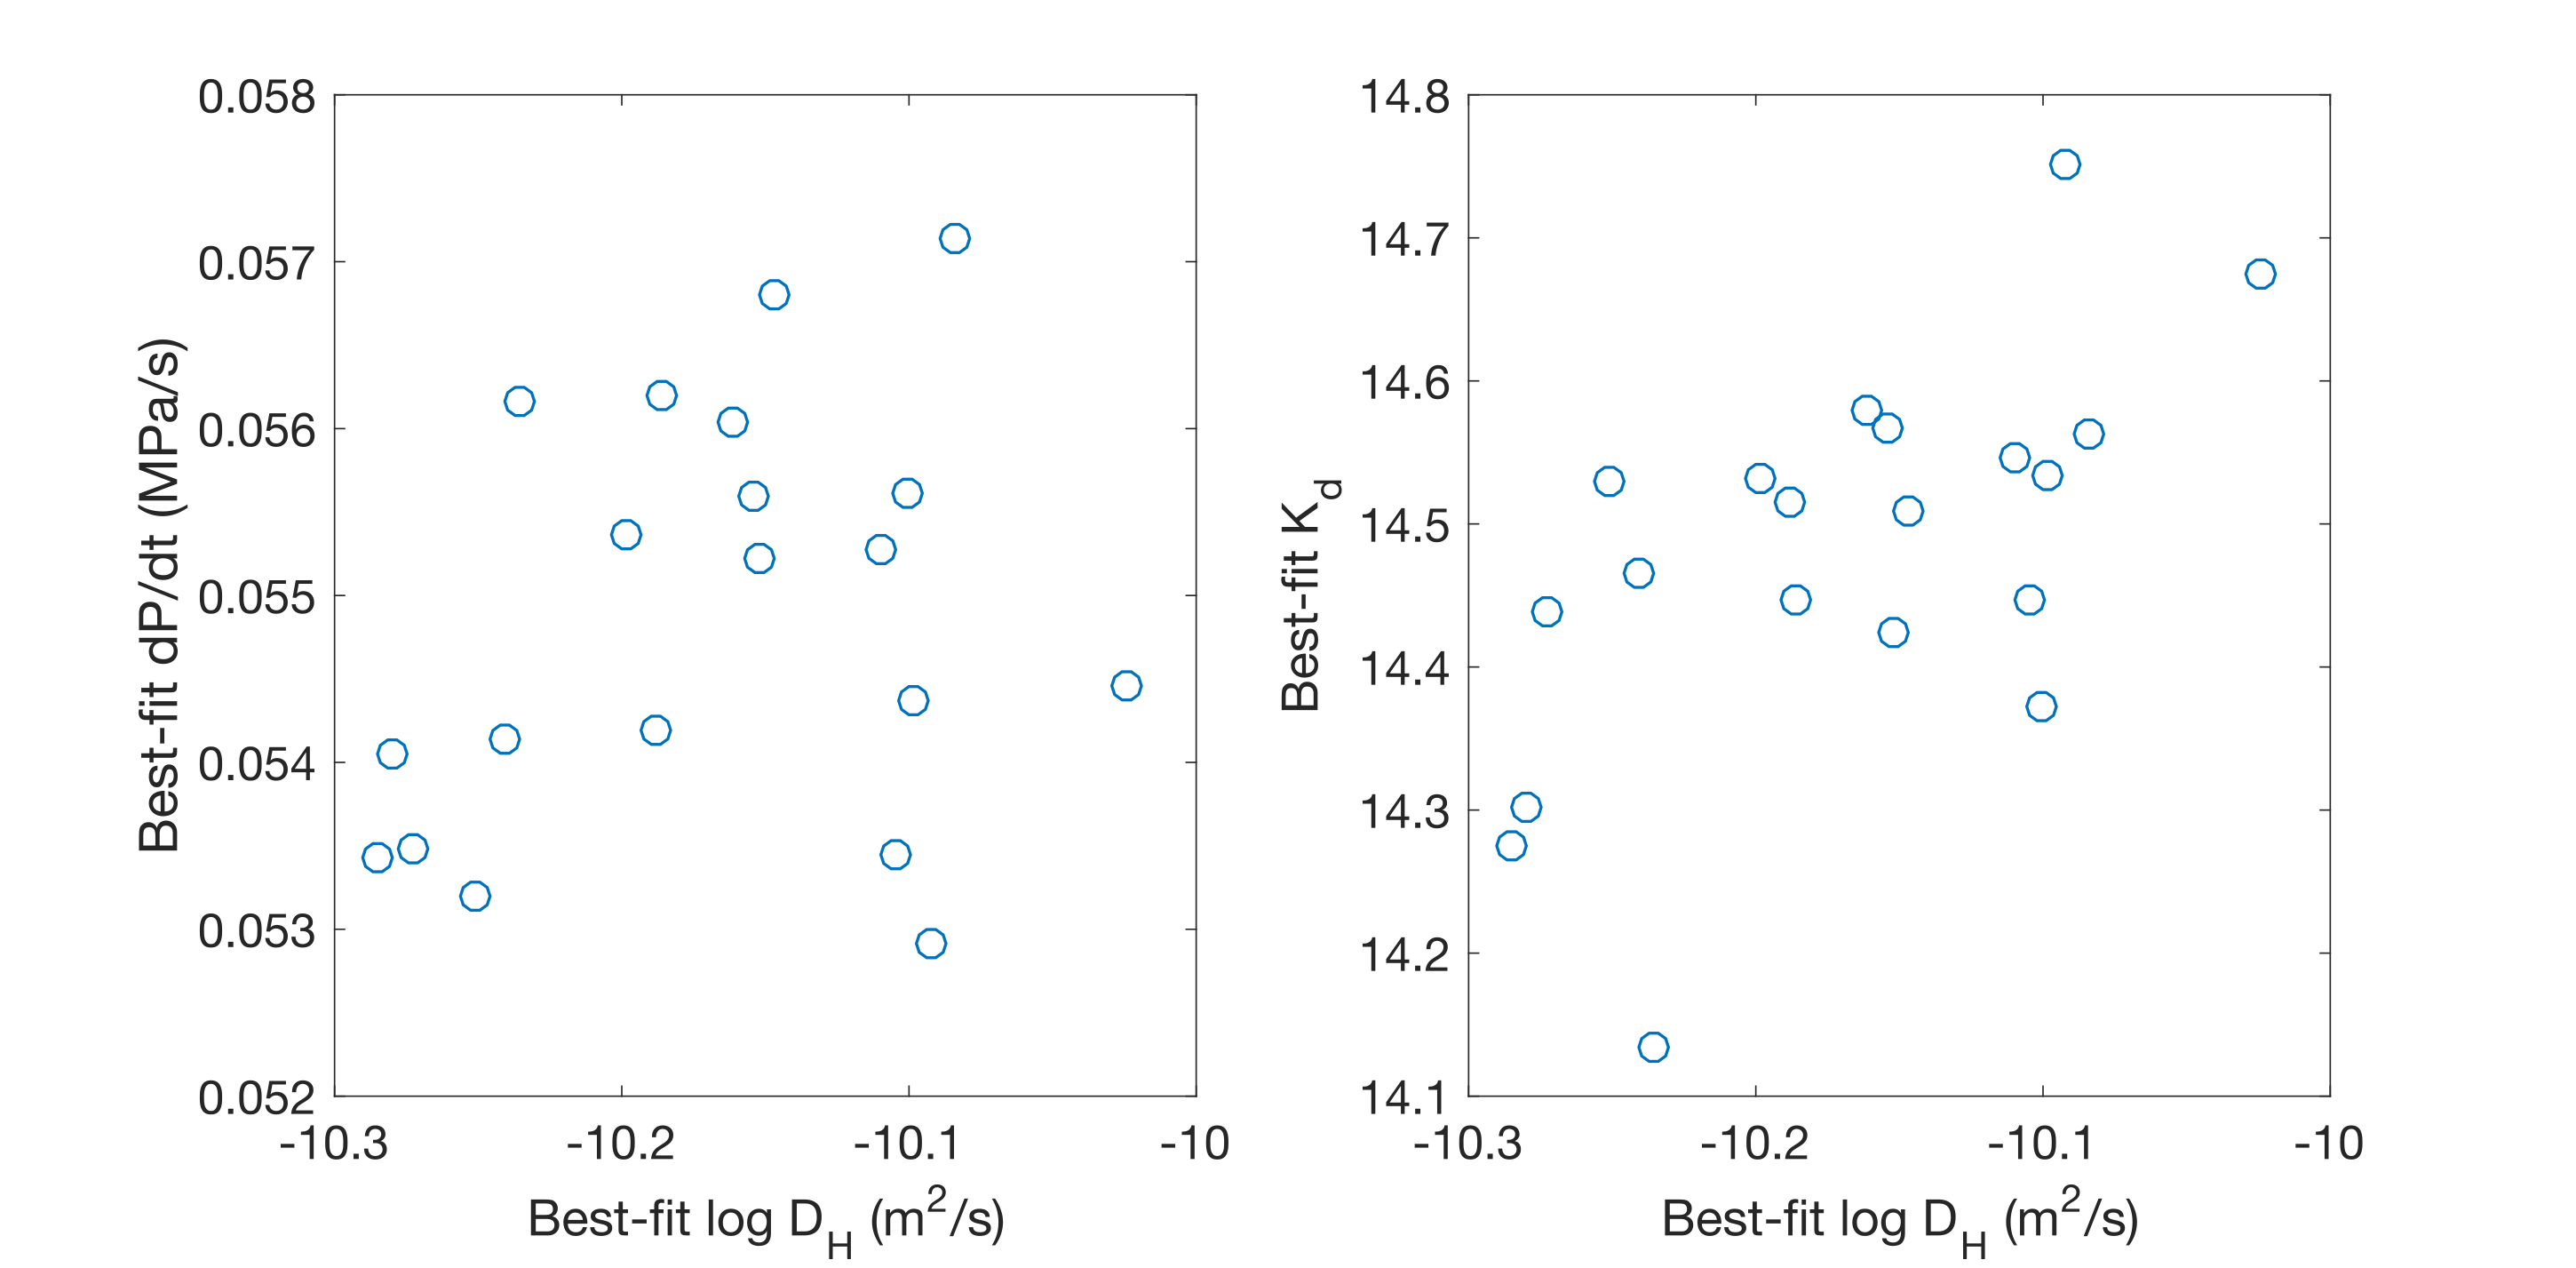 0.058
0.057
0.056
0.055
0.054
0.053
0.052
Best-fit dP/dt (MPa/s)
-10.3 -10.2 -10.1 -10
Best-fit log D_H (m^2/s)
14.8
14.7
14.6
14.5
14.4
14.3
14.2
14.1
Best-fit K_d
-10.3 -10.2 -10.1 -10
Best-fit log D_H (m^2/s)